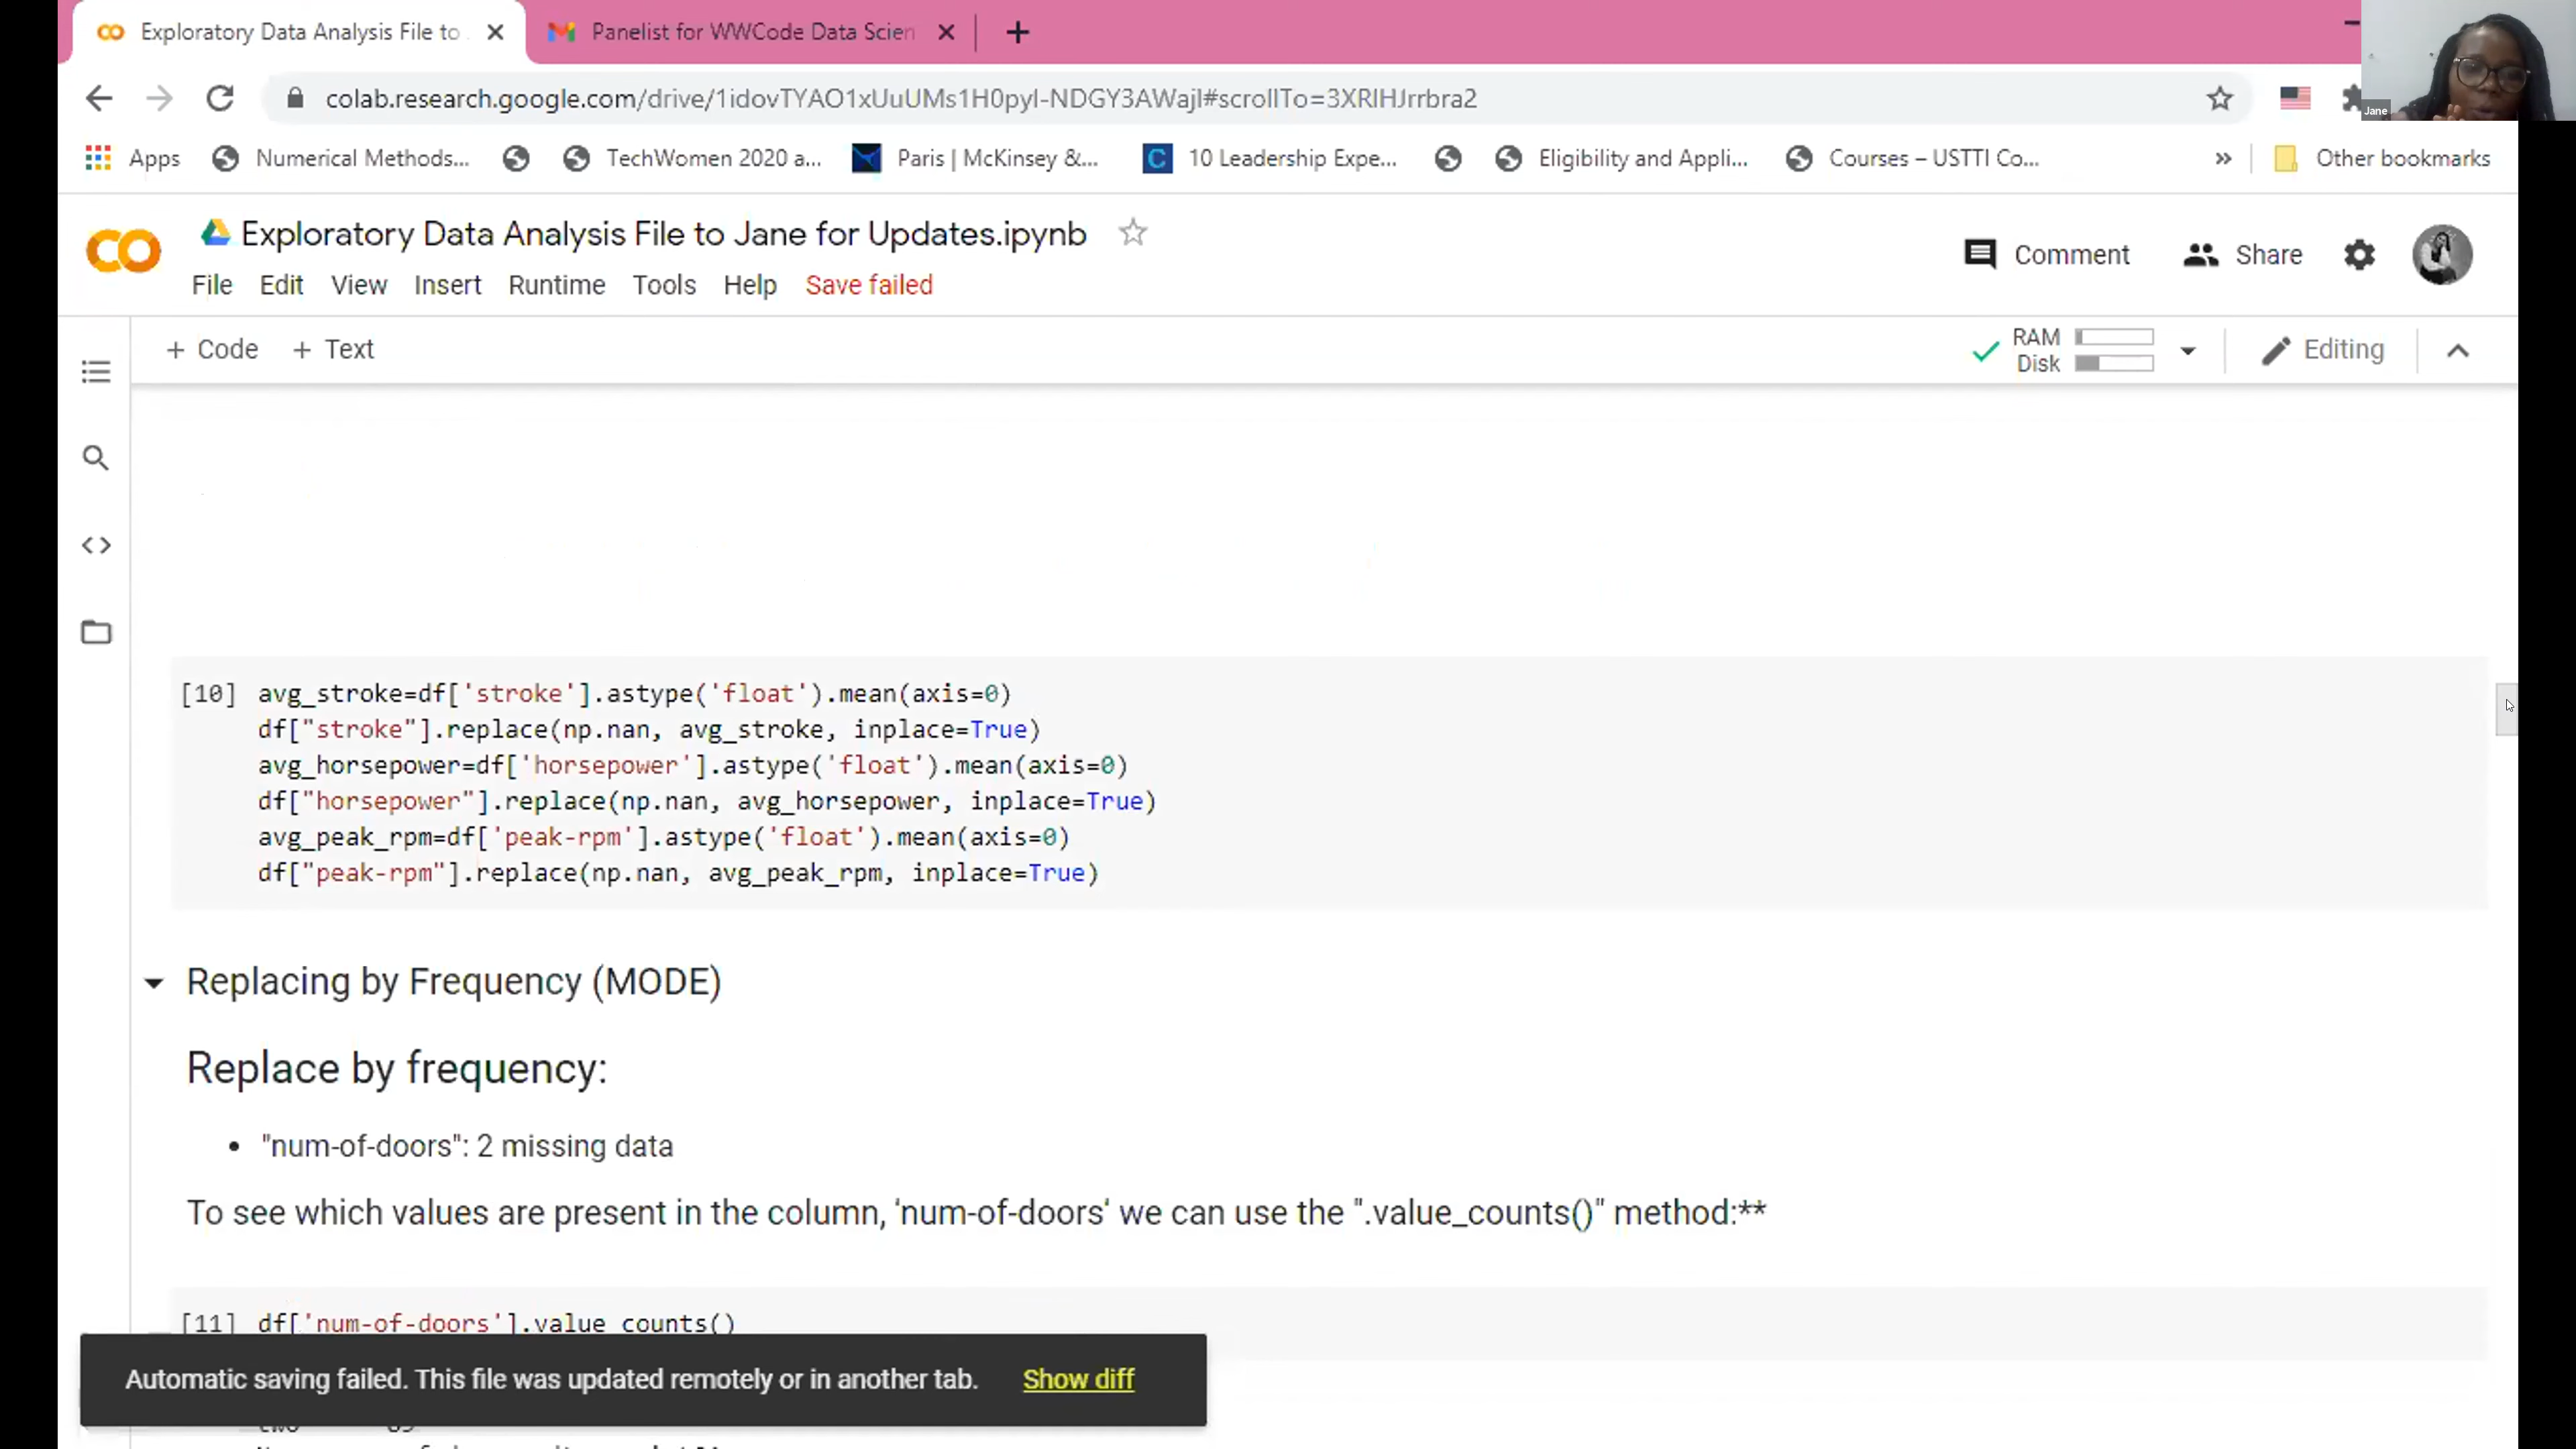 Exploratory Data Analysis File to
Panelist for WWCode Data Scien
colab.research.google.com/drive/1idovTYAO1xUuUMs1H0pyI-NDGY3AWajI#scrollTo=3XRlHJrrbra2
Jane
Apps
Numerical Methods...
TechWomen 2020 a...
Paris | McKinsey &...
10 Leadership Expe...
Eligibility and Appli...
Courses – USTTI Co...
Other bookmarks
Exploratory Data Analysis File to Jane for Updates.ipynb
File Edit View Insert Runtime Tools Help Save failed
Comment Share
+ Code + Text
RAM
Disk
Editing
[10] avg_stroke=df['stroke'].astype('float').mean(axis=0)
df["stroke"].replace(np.nan, avg_stroke, inplace=True)
avg_horsepower=df['horsepower'].astype('float').mean(axis=0)
df["horsepower"].replace(np.nan, avg_horsepower, inplace=True)
avg_peak_rpm=df['peak-rpm'].astype('float').mean(axis=0)
df["peak-rpm"].replace(np.nan, avg_peak_rpm, inplace=True)
Replacing by Frequency (MODE)
Replace by frequency:
• "num-of-doors": 2 missing data
To see which values are present in the column, 'num-of-doors' we can use the ".value_counts()" method:**
[11] df['num-of-doors'].value_counts()
Automatic saving failed. This file was updated remotely or in another tab. Show diff